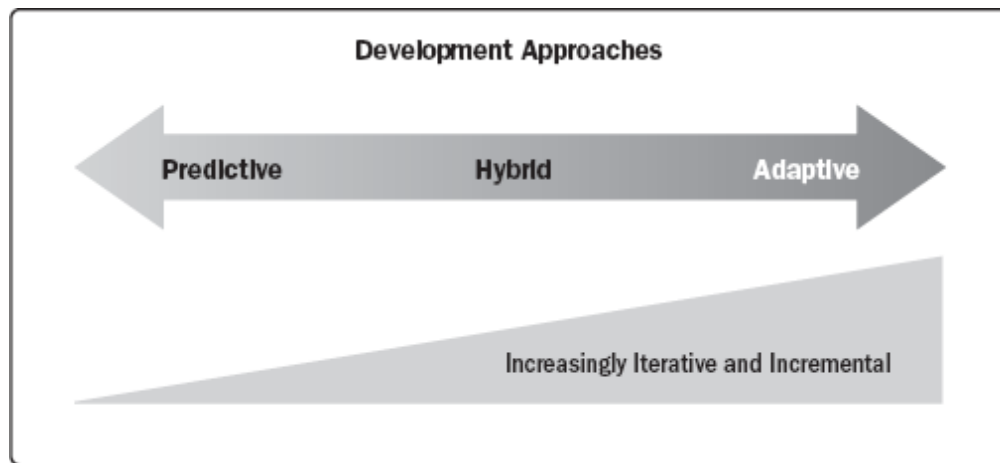 Development Approaches
Predictive Hybrid Adaptive
Increasingly Iterative and Incremental